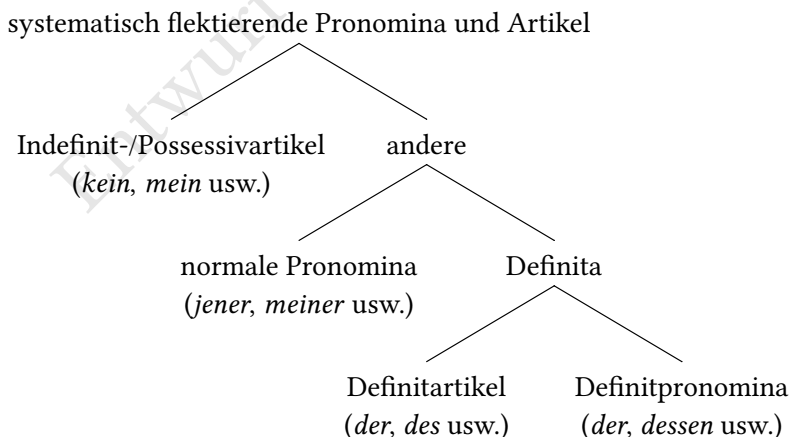 systematisch flektierende Pronomina und Artikel
Indefinit-/Possessivartikel andere
(kein, mein usw.)
normale Pronomina Definita
(jener, meiner usw.)
Definitartikel Definitpronomina
(der, des usw.) (der, dessen usw.)
Entwurf